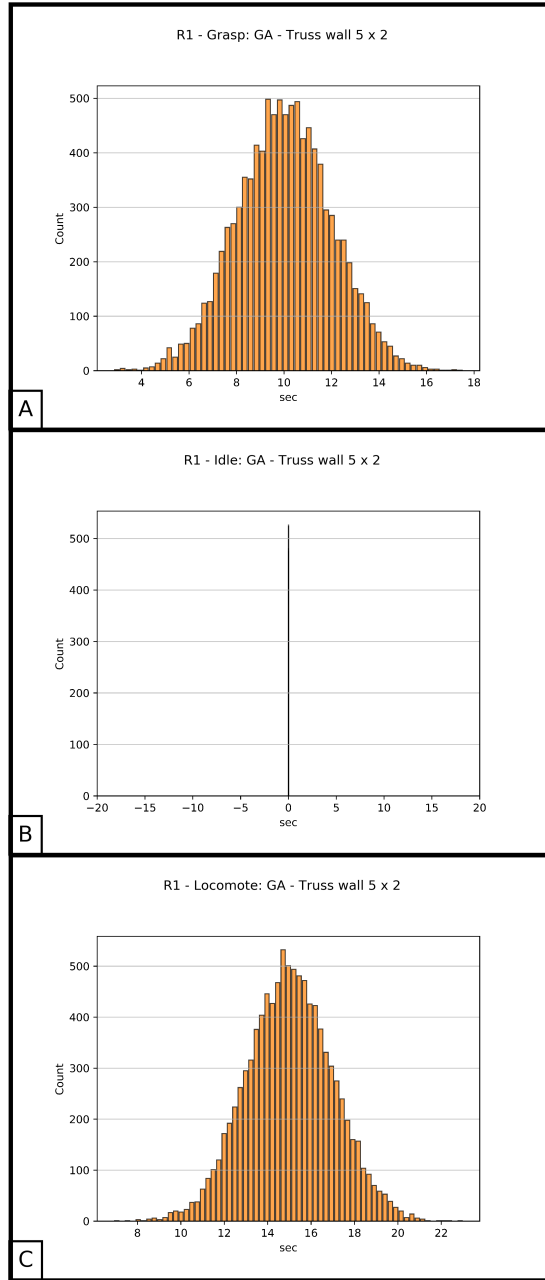 R1 - Grasp: GA - Truss wall 5 x 2
500
400
300
200
100
0
Count
4 6 8 10 12 14 16 18
sec
A
R1 - Idle: GA - Truss wall 5 x 2
500
400
300
200
100
0
Count
−20 −15 −10 −5 0 5 10 15 20
sec
B
R1 - Locomote: GA - Truss wall 5 x 2
500
400
300
200
100
0
Count
8 10 12 14 16 18 20 22
sec
C